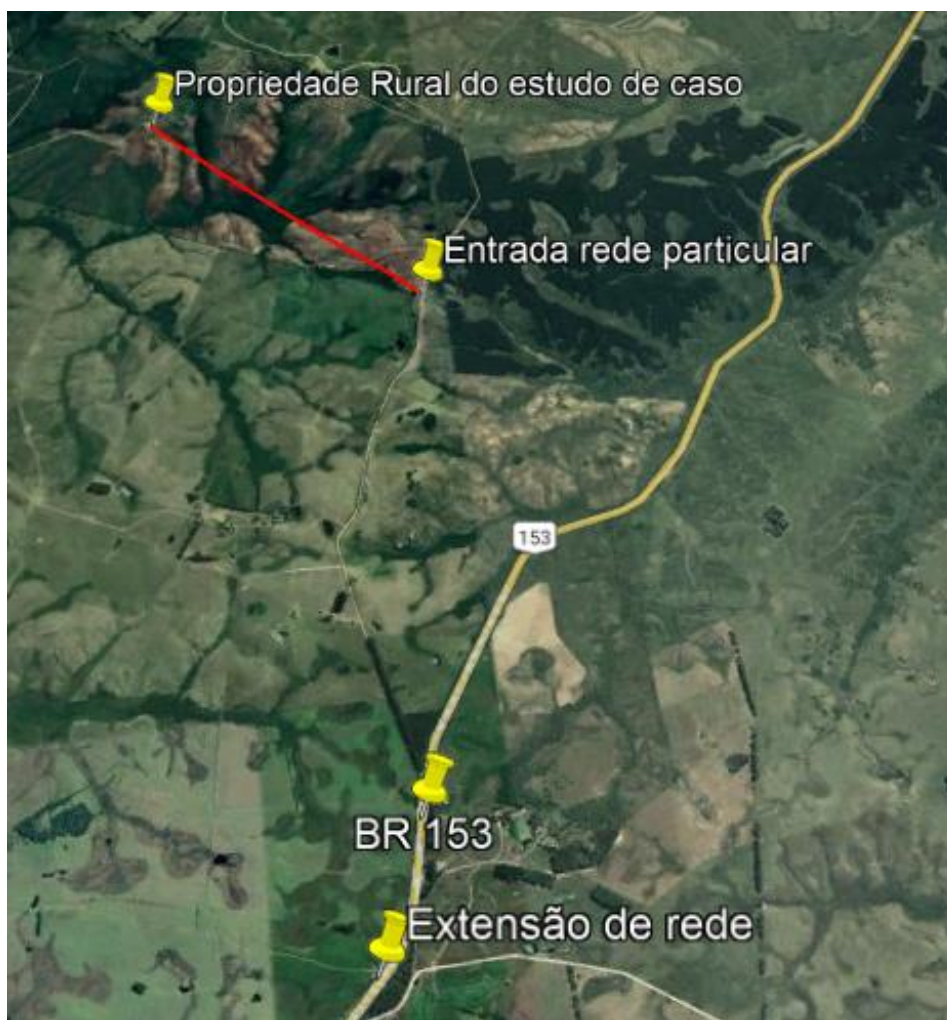 Propriedade Rural do estudo de caso
Entrada rede particular
153
BR 153
Extensão de rede